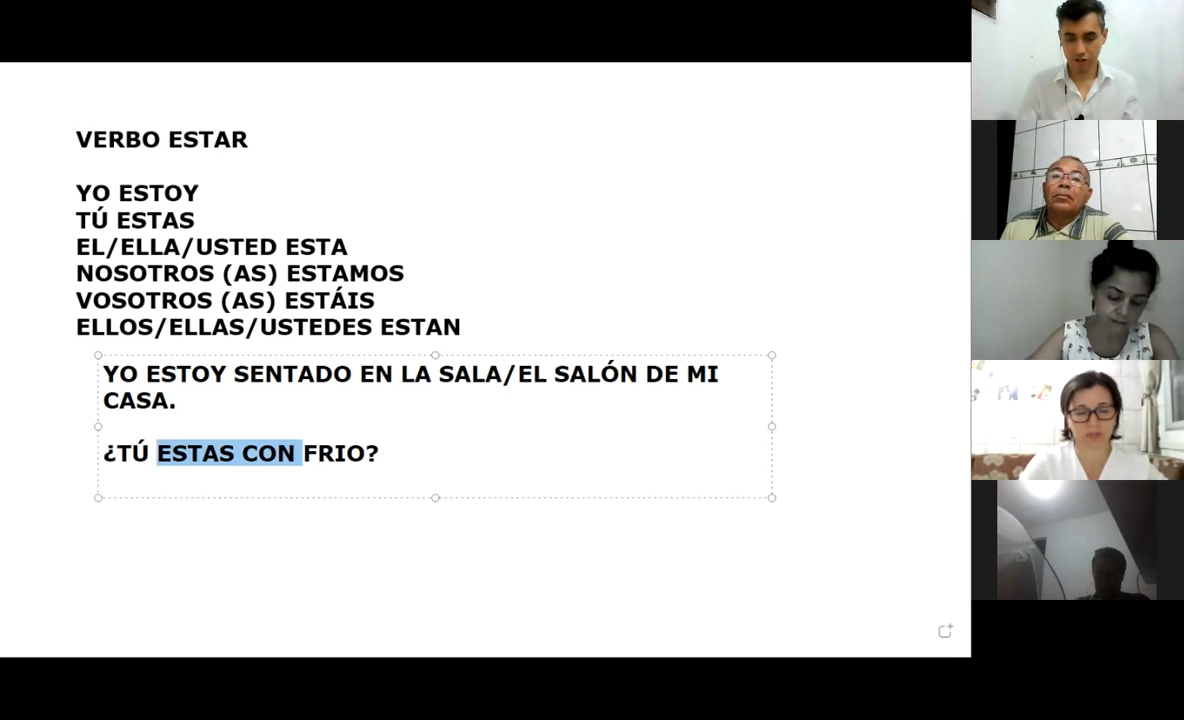 VERBO ESTAR
YO ESTOY
TÚ ESTAS
EL/ELLA/USTED ESTA
NOSOTROS (AS) ESTAMOS
VOSOTROS (AS) ESTÁIS
ELLOS/ELLAS/USTEDES ESTAN
YO ESTOY SENTADO EN LA SALA/EL SALÓN DE MI
CASA.
¿TÚ ESTAS CON FRIO?